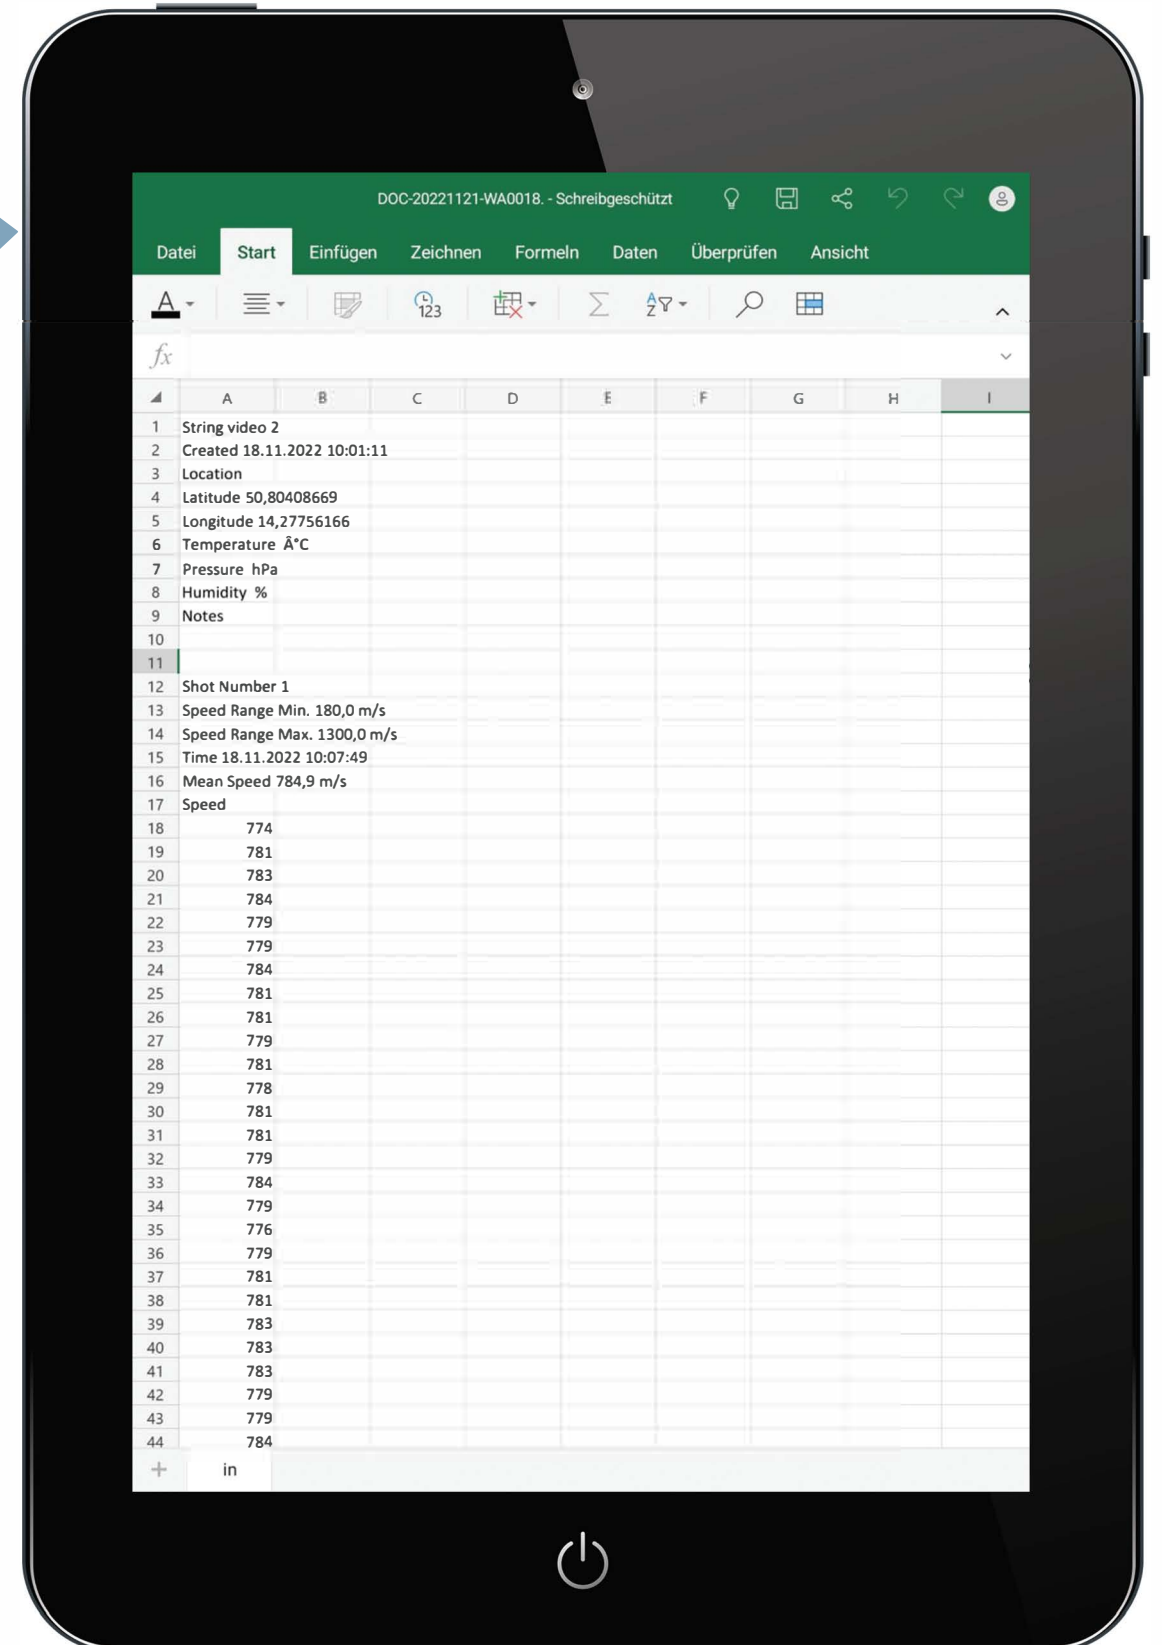 DOC-20221121-WA0018. - Schreibgeschützt
Datei Start Einfügen Zeichnen Formeln Daten Überprüfen Ansicht
A 123 A Z
fx
A B C D E F G H I
1 String video 2
2 Created 18.11.2022 10:01:11
3 Location
4 Latitude 50,80408669
5 Longitude 14,27756166
6 Temperature Â°C
7 Pressure hPa
8 Humidity %
9 Notes
10
11
12 Shot Number 1
13 Speed Range Min. 180,0 m/s
14 Speed Range Max. 1300,0 m/s
15 Time 18.11.2022 10:07:49
16 Mean Speed 784,9 m/s
17 Speed
18 774
19 781
20 783
21 784
22 779
23 779
24 784
25 781
26 781
27 779
28 781
29 778
30 781
31 781
32 779
33 784
34 779
35 776
36 779
37 781
38 781
39 783
40 783
41 783
42 779
43 779
44 784
+ in